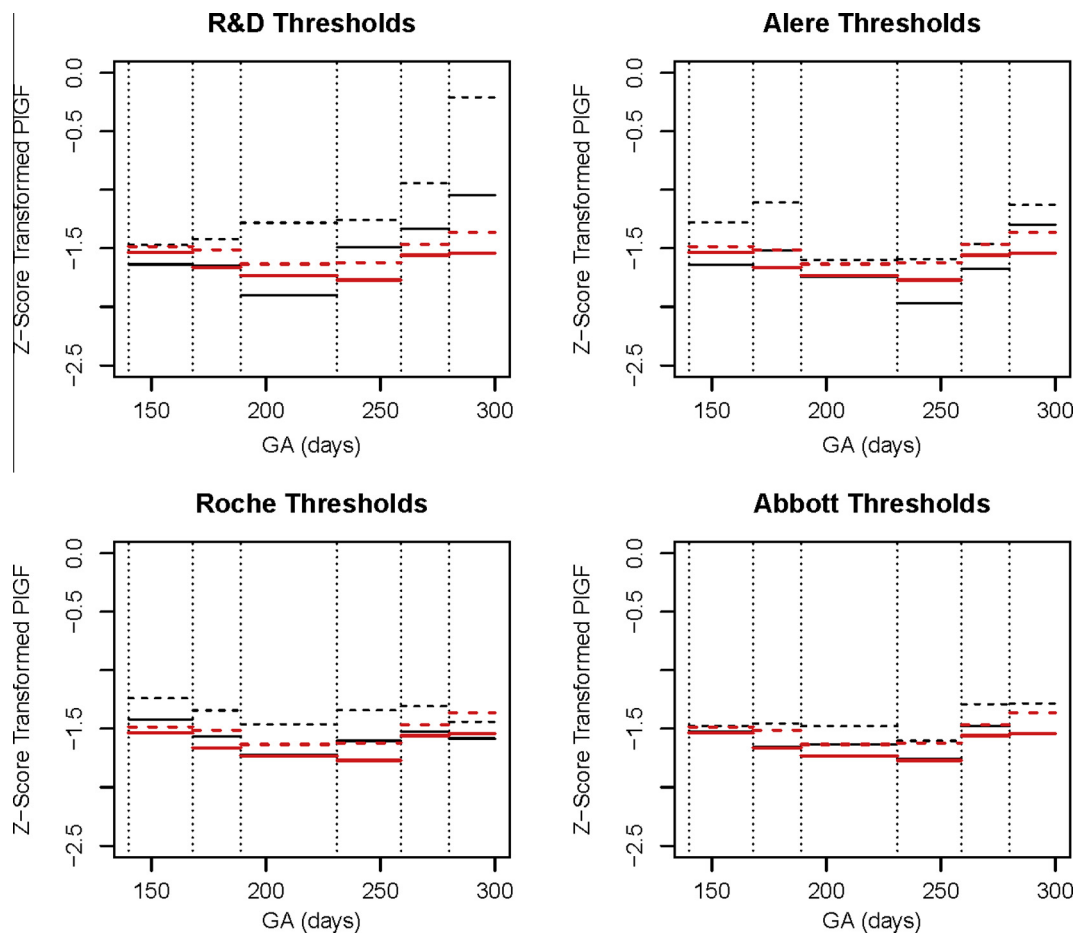 R&D Thresholds
Z−Score Transformed PlGF
0.0
−0.5
−1.5
−2.5
150
200
250
300
GA (days)
Alere Thresholds
Z−Score Transformed PlGF
0.0
−0.5
−1.5
−2.5
150
200
250
300
GA (days)
Roche Thresholds
Z−Score Transformed PlGF
0.0
−0.5
−1.5
−2.5
150
200
250
300
GA (days)
Abbott Thresholds
Z−Score Transformed PlGF
0.0
−0.5
−1.5
−2.5
150
200
250
300
GA (days)